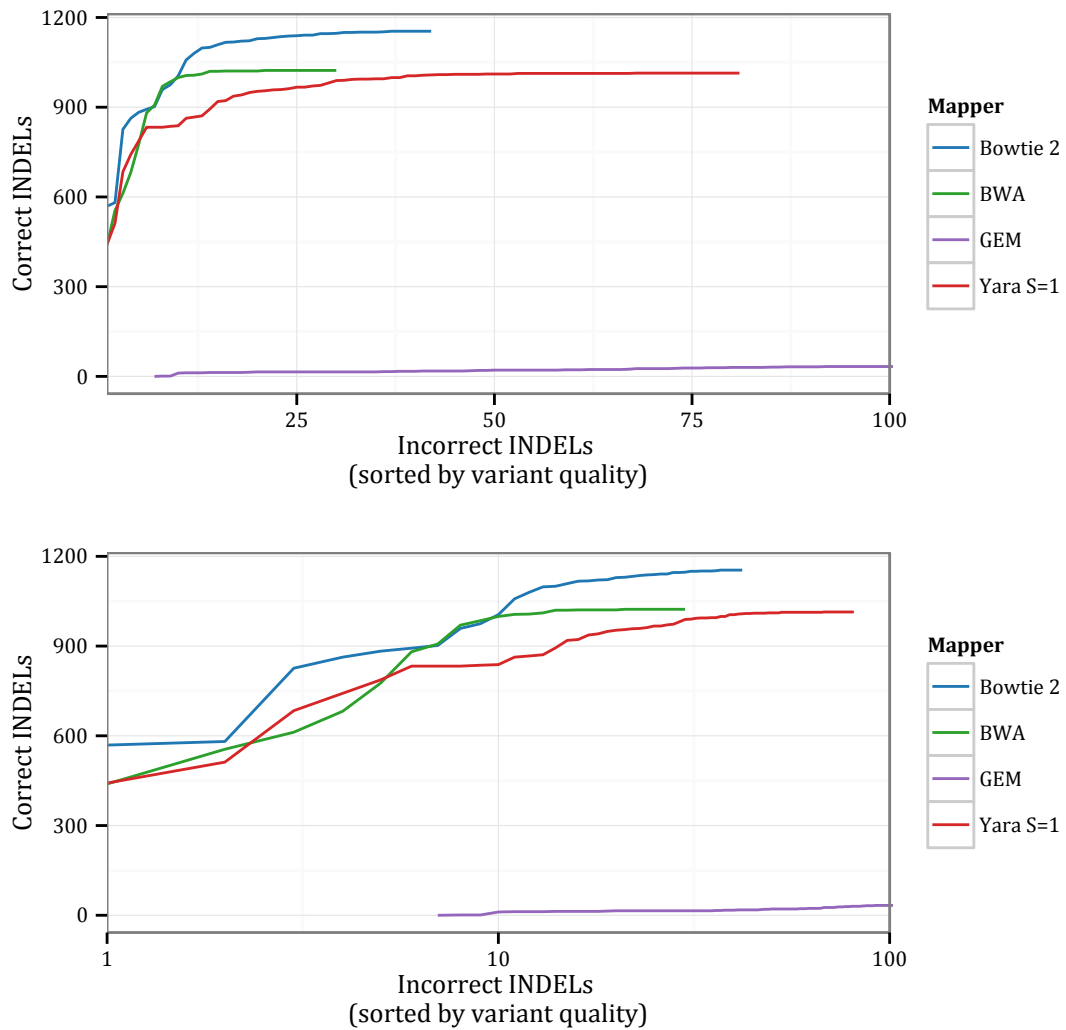 1200
900
600
300
0
Correct INDELs
25
50
75
100
Incorrect INDELs
(sorted by variant quality)
Mapper
Bowtie 2
BWA
GEM
Yara S=1
1200
900
600
300
0
Correct INDELs
1
10
100
Incorrect INDELs
(sorted by variant quality)
Mapper
Bowtie 2
BWA
GEM
Yara S=1